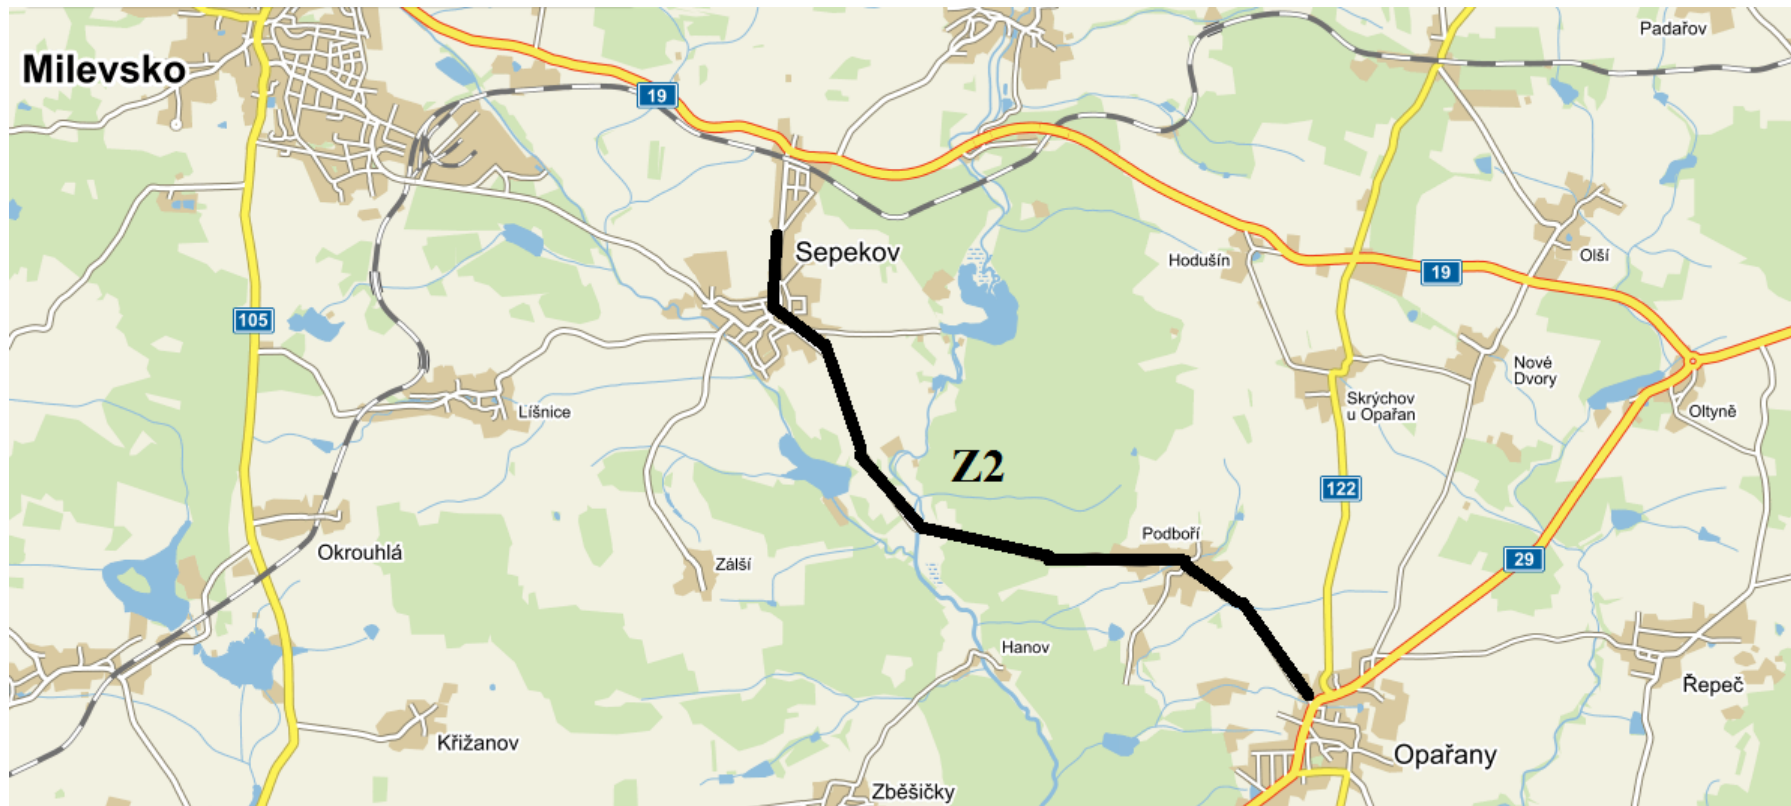 Padařov
Milevsko
19
Sepekov
Olší
Hodušín
19
105
Nové
Dvory
Skrýchov
u Opařan
Líšnice
Oltyně
Z2
122
Podboří
Okrouhlá
29
Zálší
Hanov
Řepeč
Křižanov
Opařany
Zběšičky